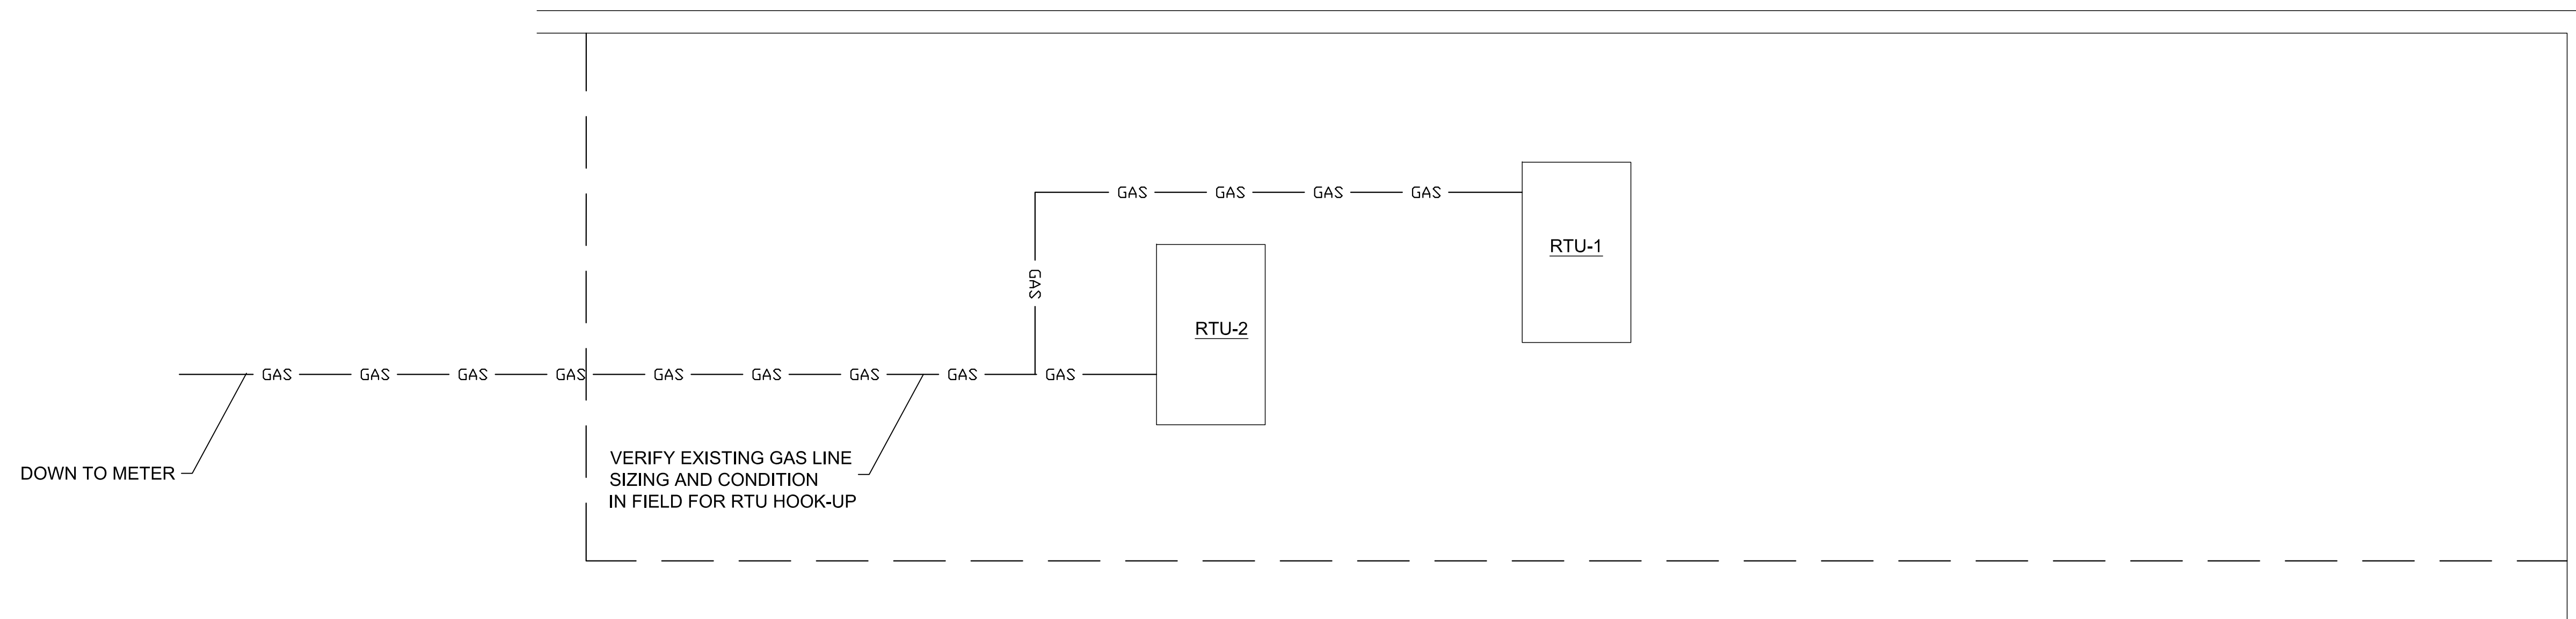 GAS GAS GAS GAS
RTU-1
GAS
RTU-2
GAS GAS GAS GAS GAS GAS GAS GAS GAS
DOWN TO METER
VERIFY EXISTING GAS LINE
SIZING AND CONDITION
IN FIELD FOR RTU HOOK-UP